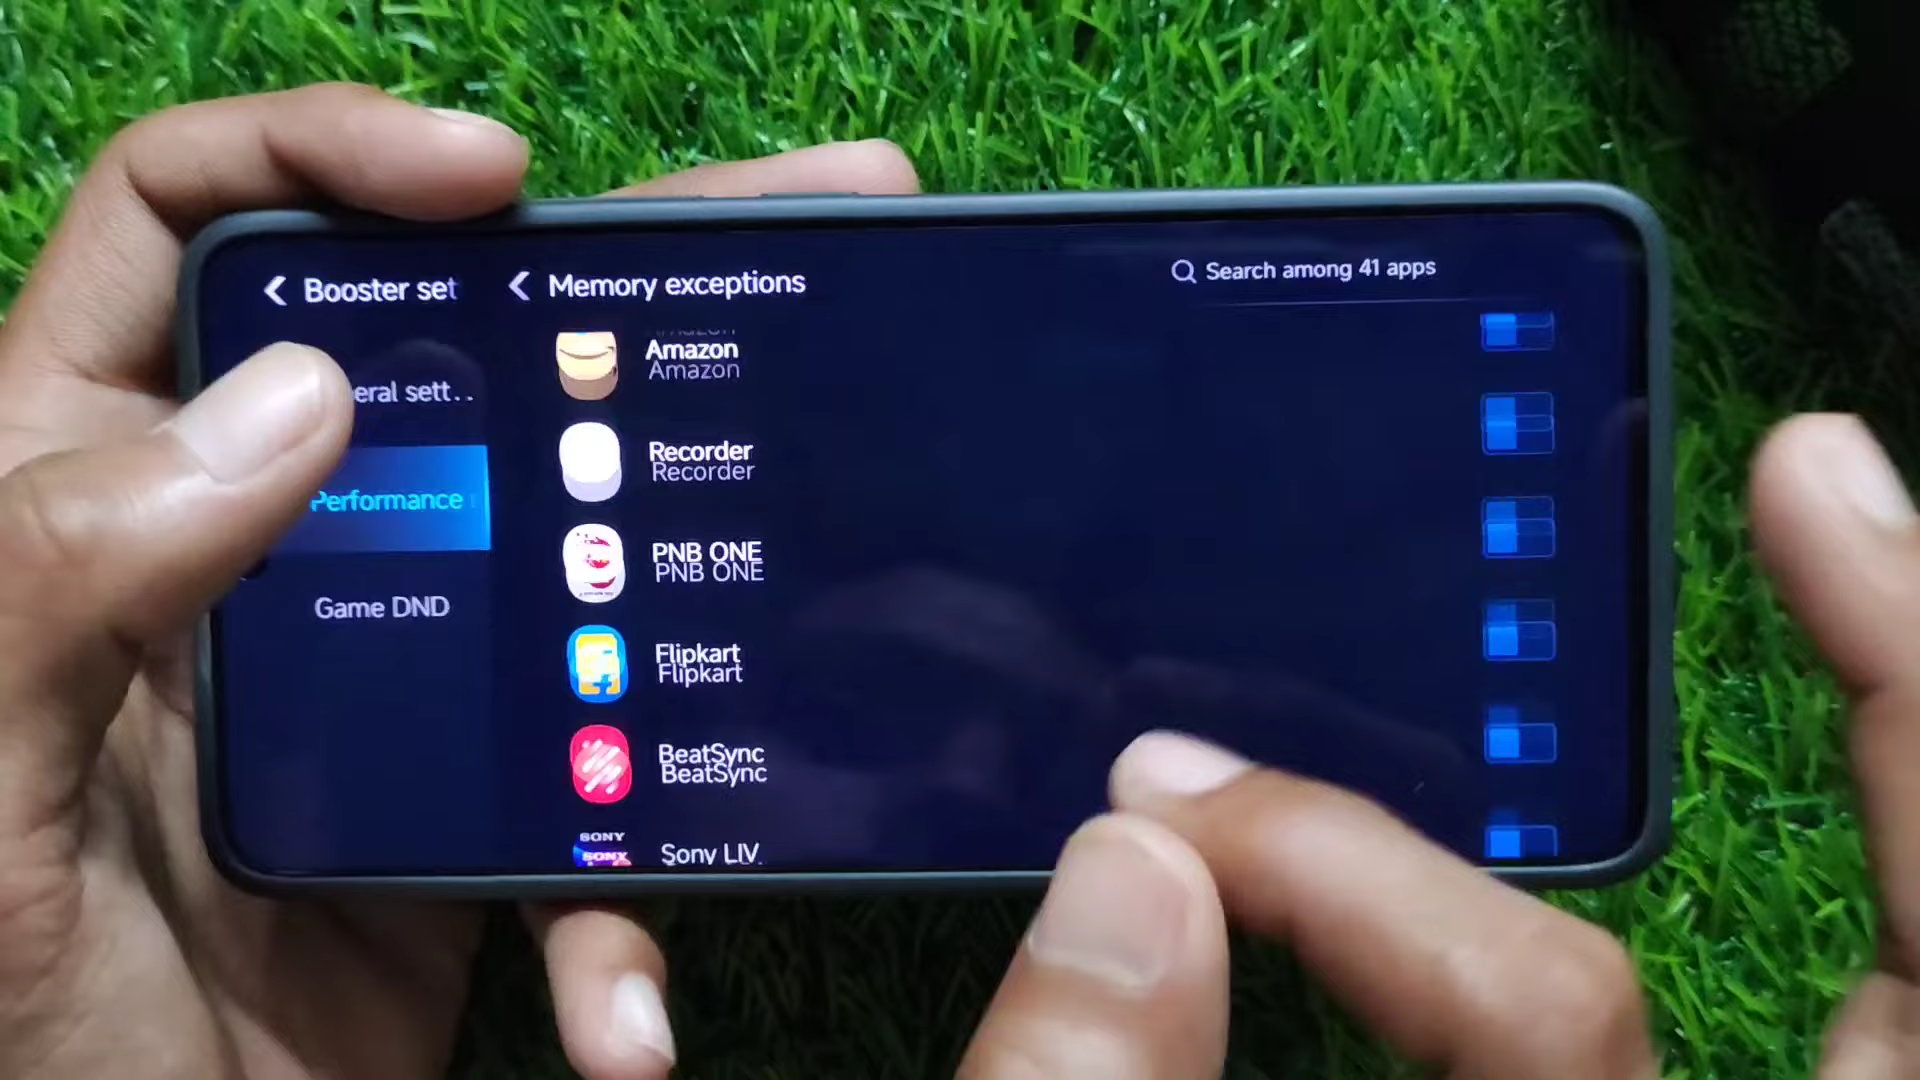 Booster set
Memory exceptions
Search among 41 apps
eral sett..
Performance
Game DND
Amazon
Amazon
Recorder
Recorder
PNB ONE
PNB ONE
Flipkart
Flipkart
BeatSync
BeatSync
SONY
SONY
Sony LIV